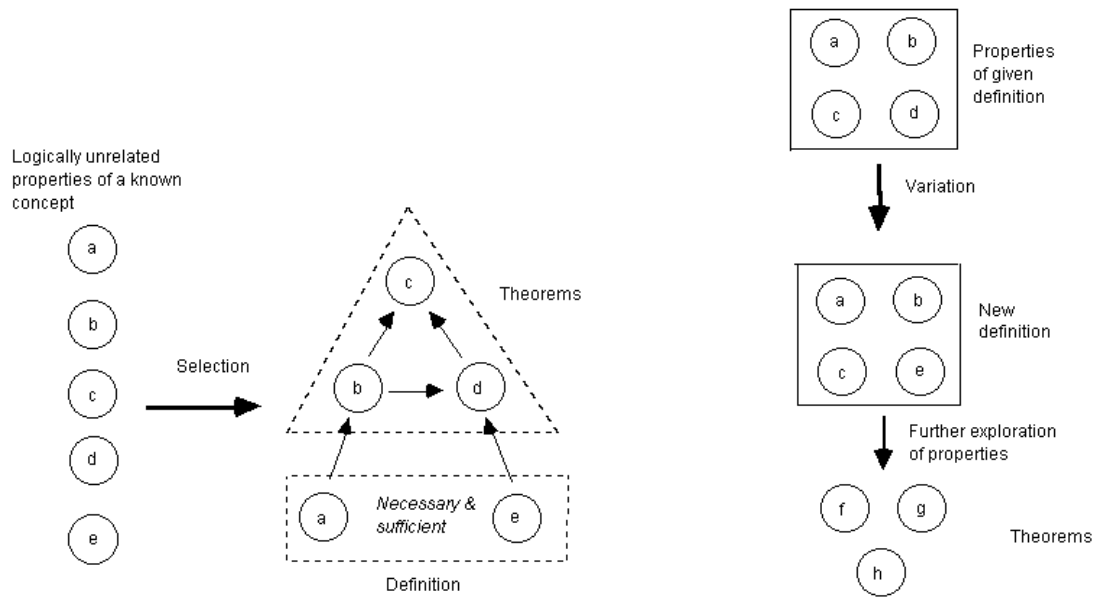 Logically unrelated
properties of a known
concept
a
b
c
d
e
Selection
c
Theorems
b
d
a
Necessary &
sufficient
e
Definition
a
b
c
d
Properties
of given
definition
Variation
a
b
c
e
New
definition
Further exploration
of properties
f
g
h
Theorems